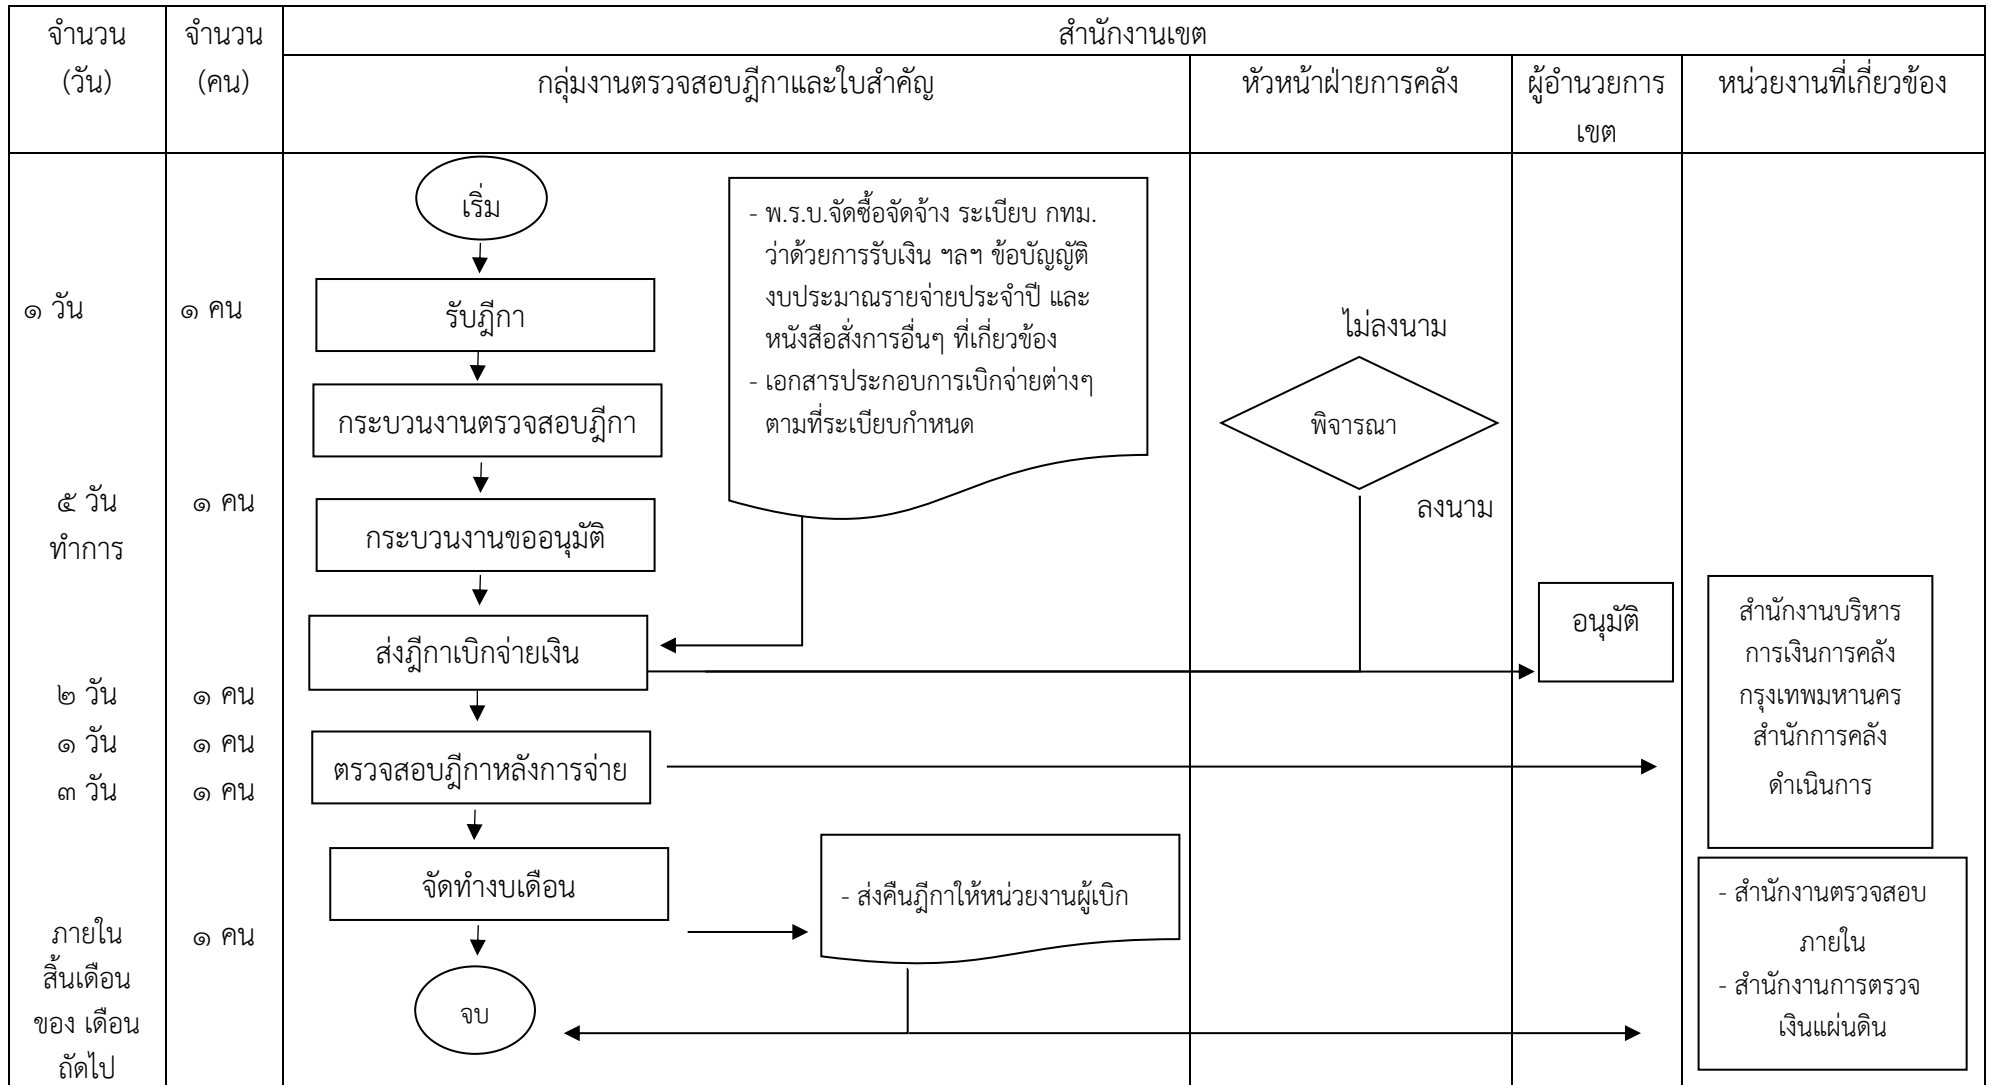 จำนวน
(วัน)
จำนวน
(คน)
สำนักงานเขต
กลุ่มงานตรวจสอบฎีกาและใบสำคัญ
หัวหน้าฝ่ายการคลัง
ผู้อำนวยการ
เขต
หน่วยงานที่เกี่ยวข้อง
เริ่ม
- พ.ร.บ.จัดซื้อจัดจ้าง ระเบียบ กทม.
ว่าด้วยการรับเงิน ฯลฯ ข้อบัญญัติ
งบประมาณรายจ่ายประจำปี และ
หนังสือสั่งการอื่นๆ ที่เกี่ยวข้อง
- เอกสารประกอบการเบิกจ่ายต่างๆ
ตามที่ระเบียบกำหนด
๑ วัน
๑ คน
รับฎีกา
ไม่ลงนาม
กระบวนงานตรวจสอบฎีกา
พิจารณา
๕ วัน
ทำการ
๑ คน
ลงนาม
กระบวนงานขออนุมัติ
ส่งฎีกาเบิกจ่ายเงิน
อนุมัติ
สำนักงานบริหาร
การเงินการคลัง
กรุงเทพมหานคร
สำนักการคลัง
ดำเนินการ
๒ วัน
๑ คน
๑ วัน
๑ คน
๓ วัน
๑ คน
ตรวจสอบฎีกาหลังการจ่าย
จัดทำงบเดือน
- ส่งคืนฎีกาให้หน่วยงานผู้เบิก
- สำนักงานตรวจสอบ
ภายใน
- สำนักงานการตรวจ
เงินแผ่นดิน
ภายใน
สิ้นเดือน
ของ เดือน
ถัดไป
๑ คน
จบ